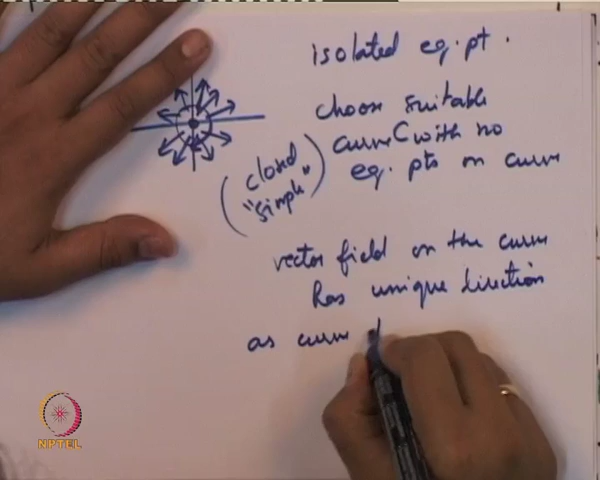 isolated eq. pt.
choose suitable
curve C with no
eq. pts on curve
(closed
"simple")
vector field on the curve
has unique direction
as curve
NPTEL